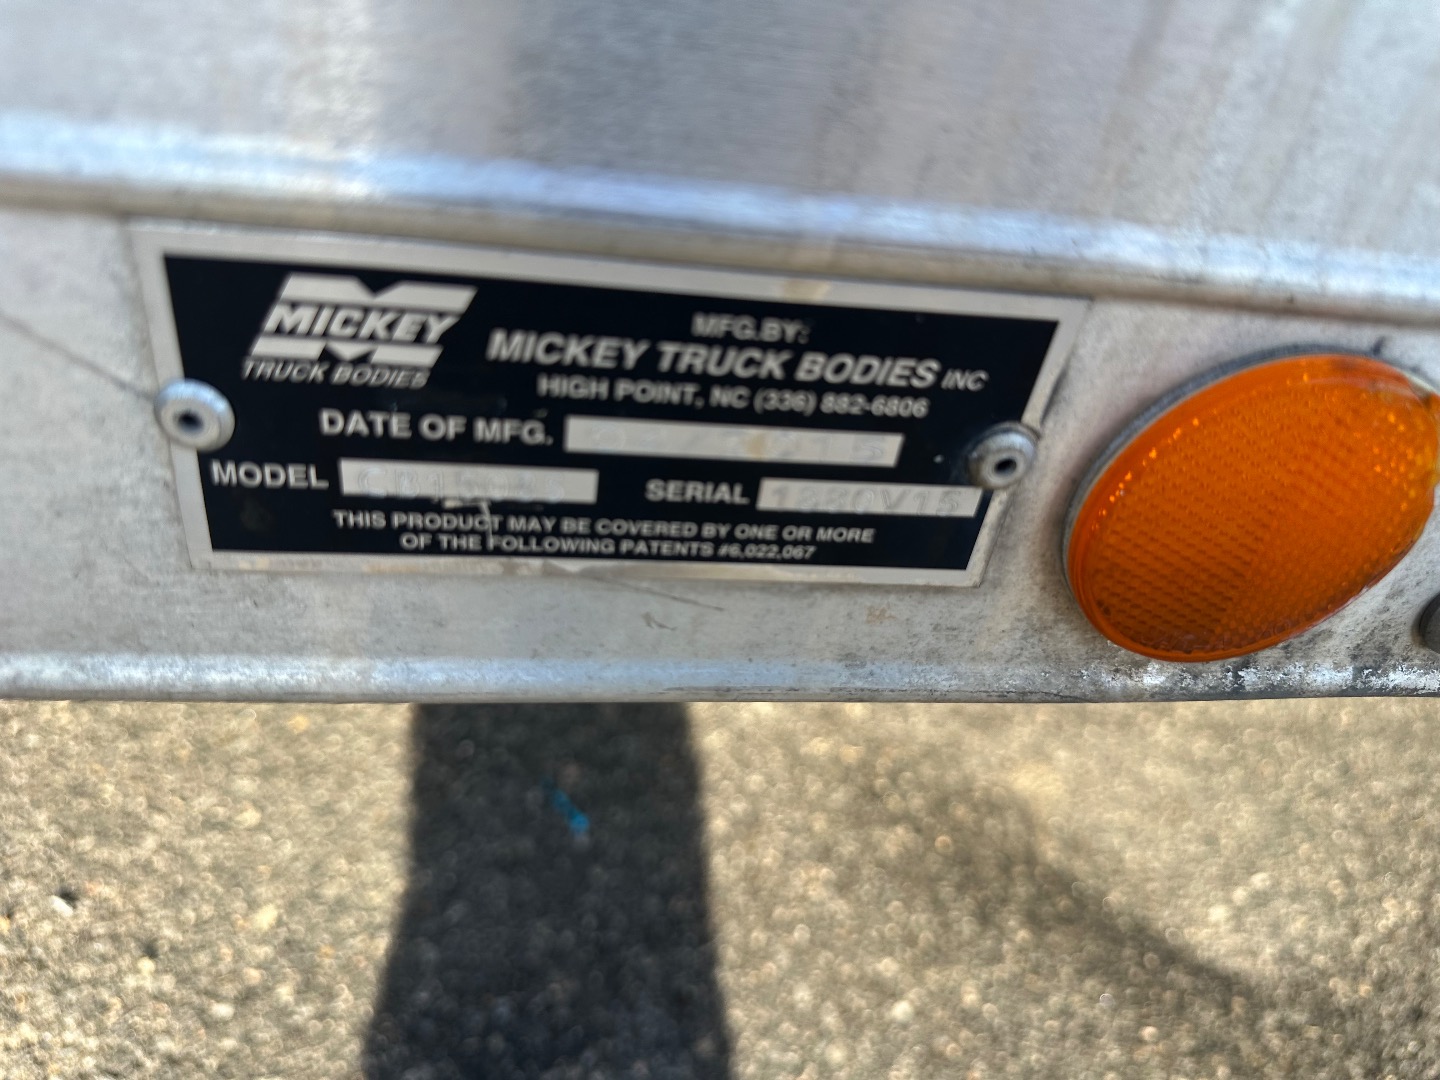 MICKEY
TRUCK BODIES
MFG.BY:
MICKEY TRUCK BODIES INC
HIGH POINT, NC (336) 882-6806
DATE OF MFG.
MODEL
SERIAL 1880V15
THIS PRODUCT MAY BE COVERED BY ONE OR MORE
OF THE FOLLOWING PATENTS #6,022,067